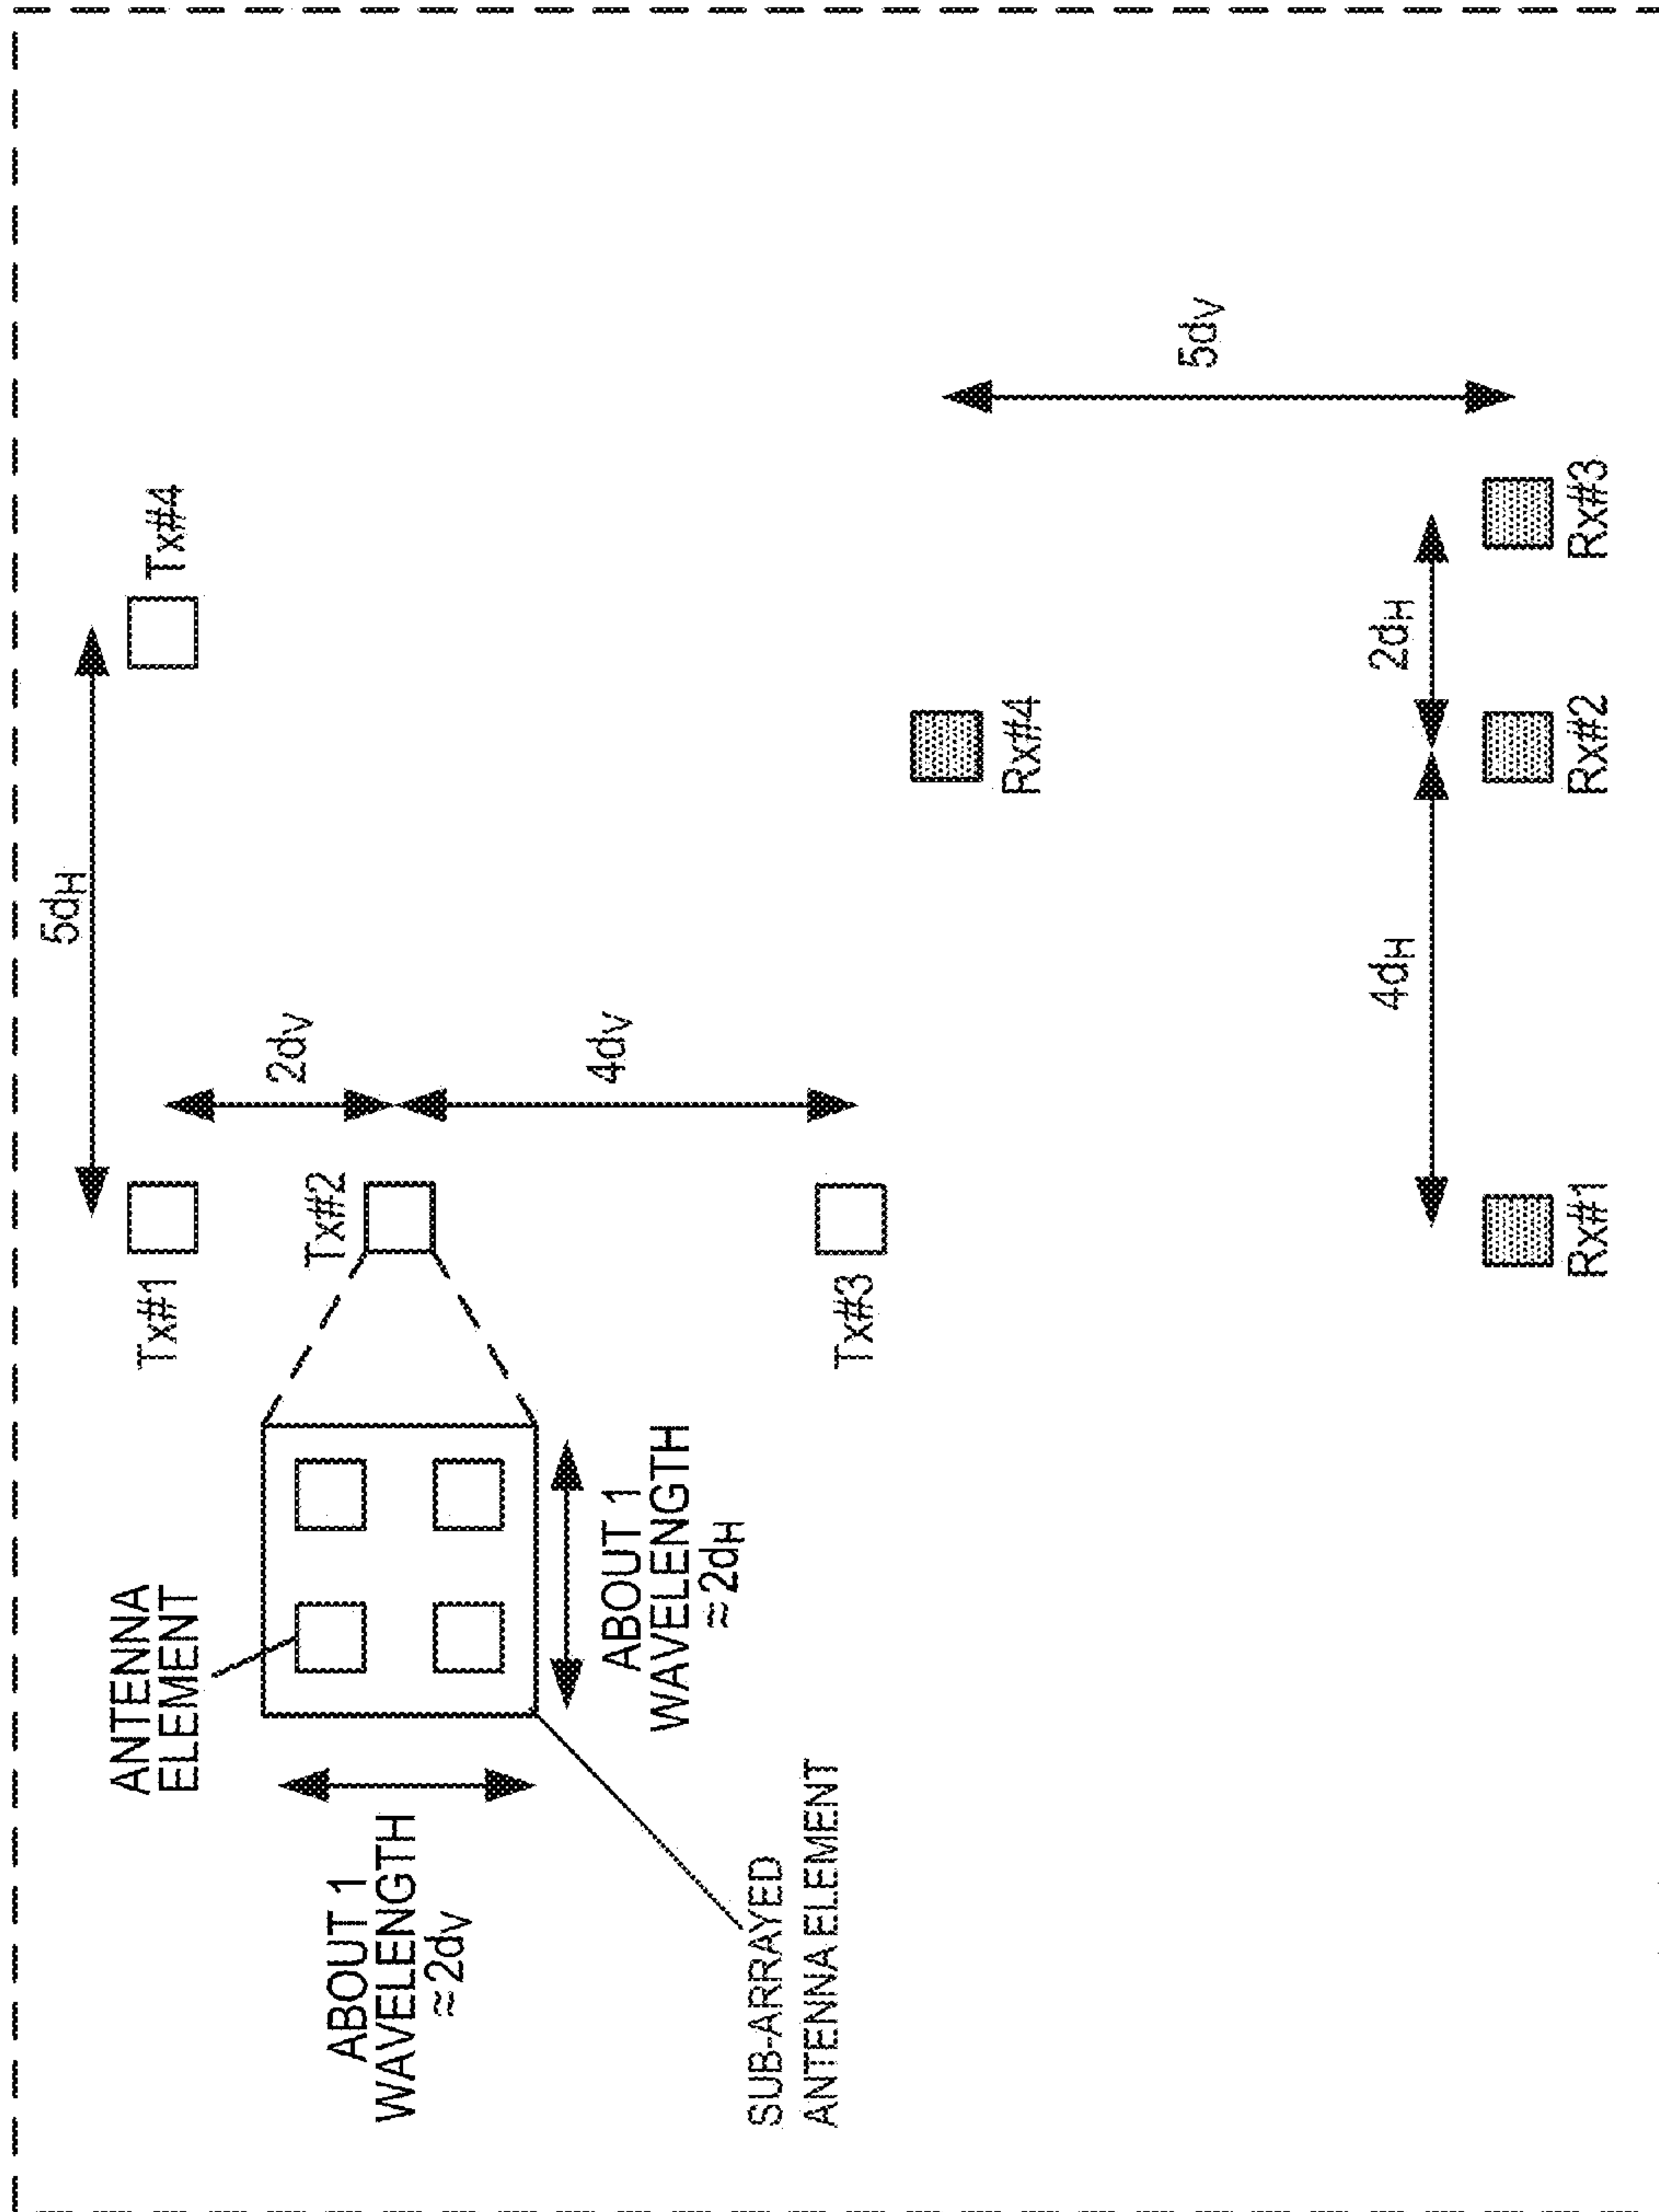 5dH
Tx#1
Tx#4
2dV
ANTENNA
ELEMENT
Tx#2
4dV
ABOUT 1
WAVELENGTH
≈2dV
ABOUT 1
WAVELENGTH
≈2dH
SUB-ARRAYED
ANTENNA ELEMENT
Tx#3
Rx#4
5dV
4dH
2dH
Rx#1
Rx#2
Rx#3